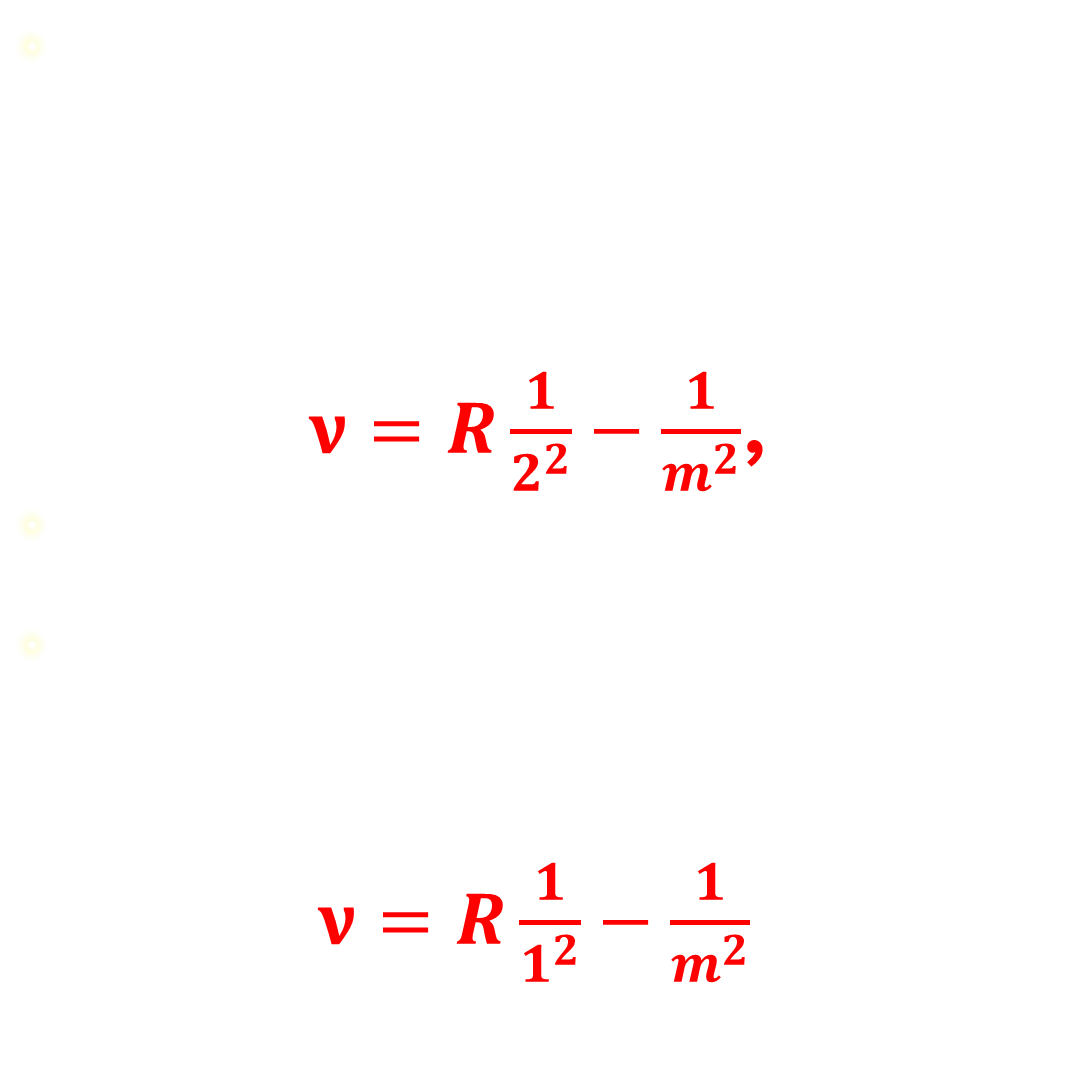 ν = R 1/2² − 1/m²,
ν = R 1/1² − 1/m²